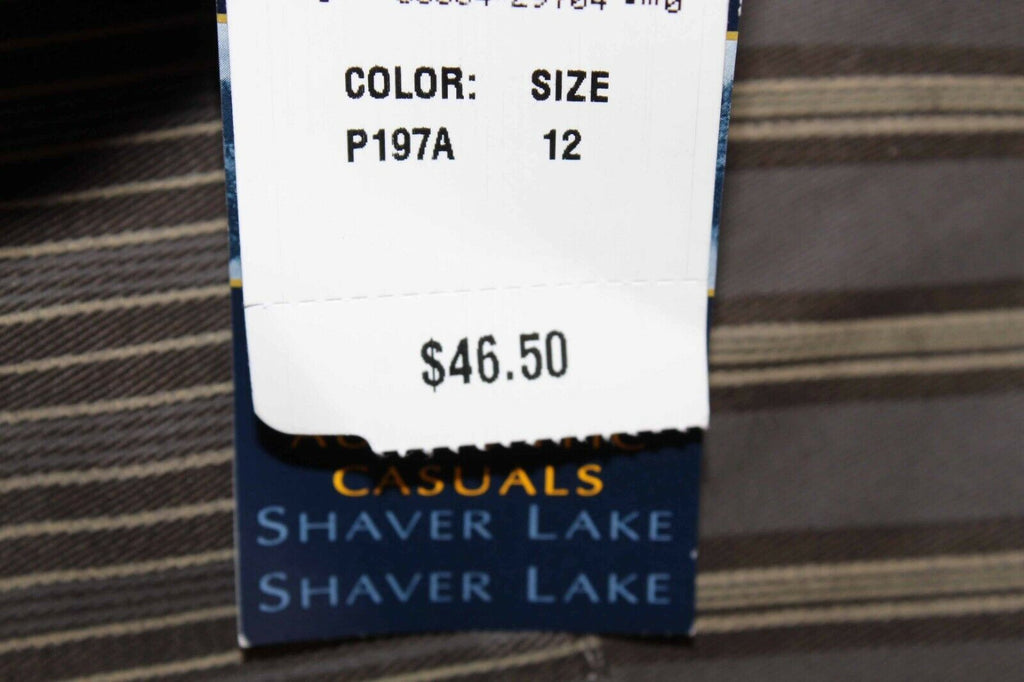 COLOR: SIZE
P197A 12
$46.50
CASUALS
SHAVER LAKE
SHAVER LAKE